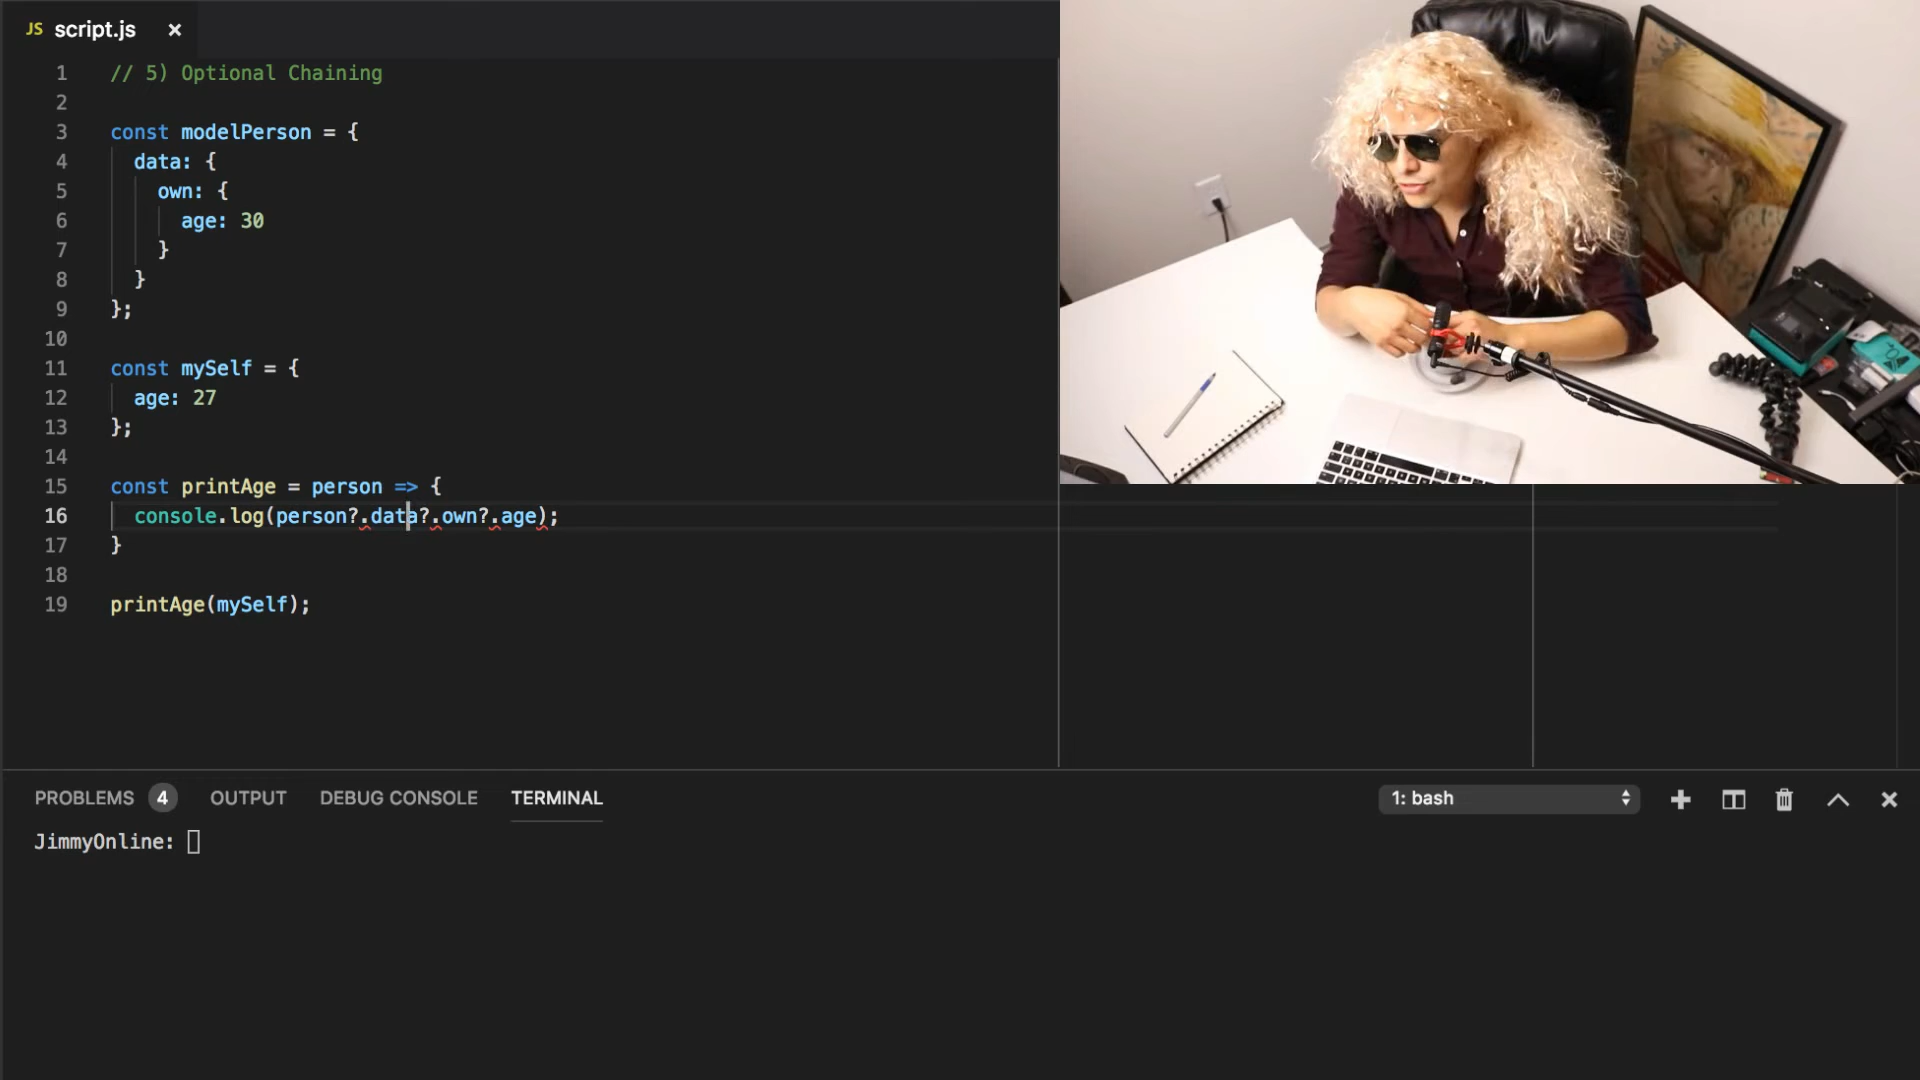 JS script.js ×
1 // 5) Optional Chaining
2
3 const modelPerson = {
4 data: {
5 own: {
6 age: 30
7 }
8 }
9 };
10
11 const mySelf = {
12 age: 27
13 };
14
15 const printAge = person => {
16 console.log(person?.data?.own?.age);
17 }
18
19 printAge(mySelf);
PROBLEMS 4 OUTPUT DEBUG CONSOLE TERMINAL 1: bash
JimmyOnline: